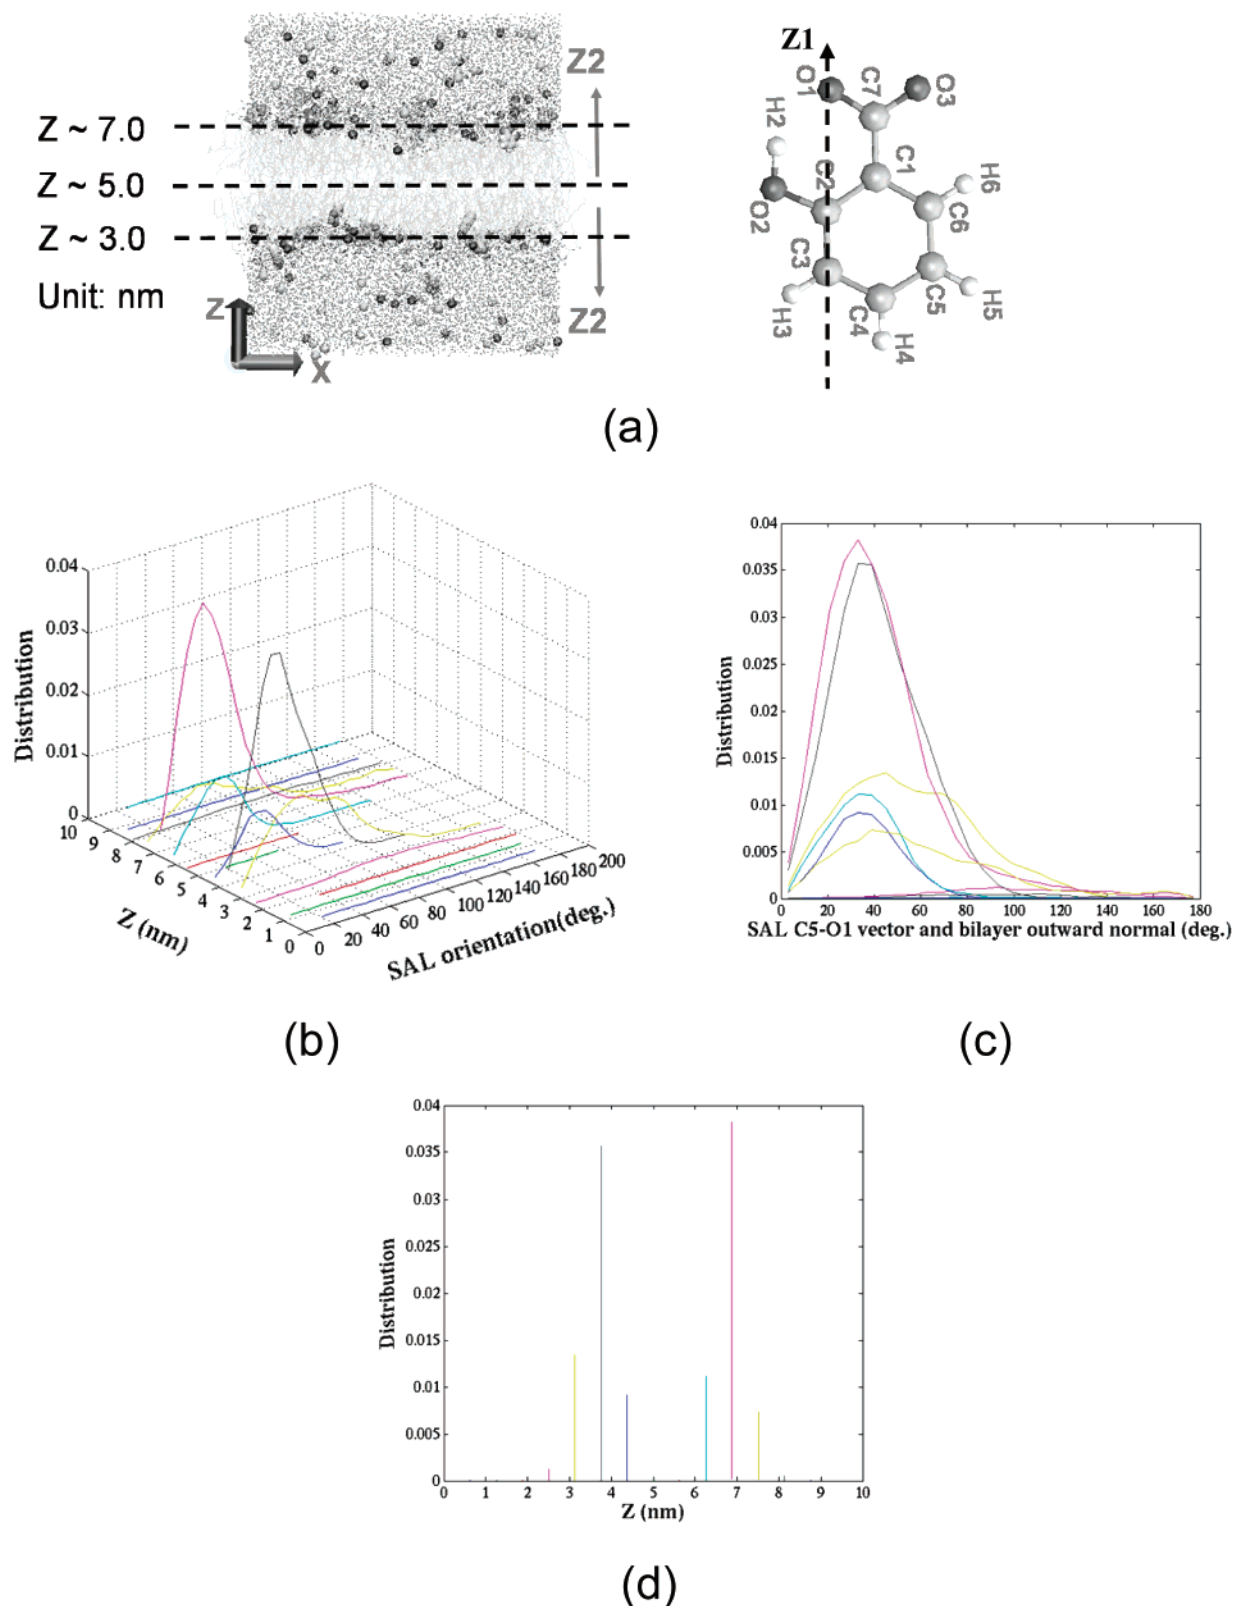 Z ~ 7.0
Z ~ 5.0
Z ~ 3.0
Unit: nm
Z2
Z2
Z
X
Z1
O1
C7
O3
H2
C2
C1
H6
O2
C6
C3
C5
H5
H3
C4
H4
(a)
0.04
0.03
0.02
0.01
0
Distribution
10
9
8
7
6
5
4
3
2
1
0
Z (nm)
0
20
40
60
80
100
120
140
160
180
200
SAL orientation(deg.)
(b)
0.04
0.035
0.03
0.025
0.02
0.015
0.01
0.005
0
Distribution
0 20 40 60 80 100 120 140 160 180
SAL C5-O1 vector and bilayer outward normal (deg.)
(c)
0.04
0.035
0.03
0.025
0.02
0.015
0.01
0.005
0
Distribution
0 1 2 3 4 5 6 7 8 9 10
Z (nm)
(d)